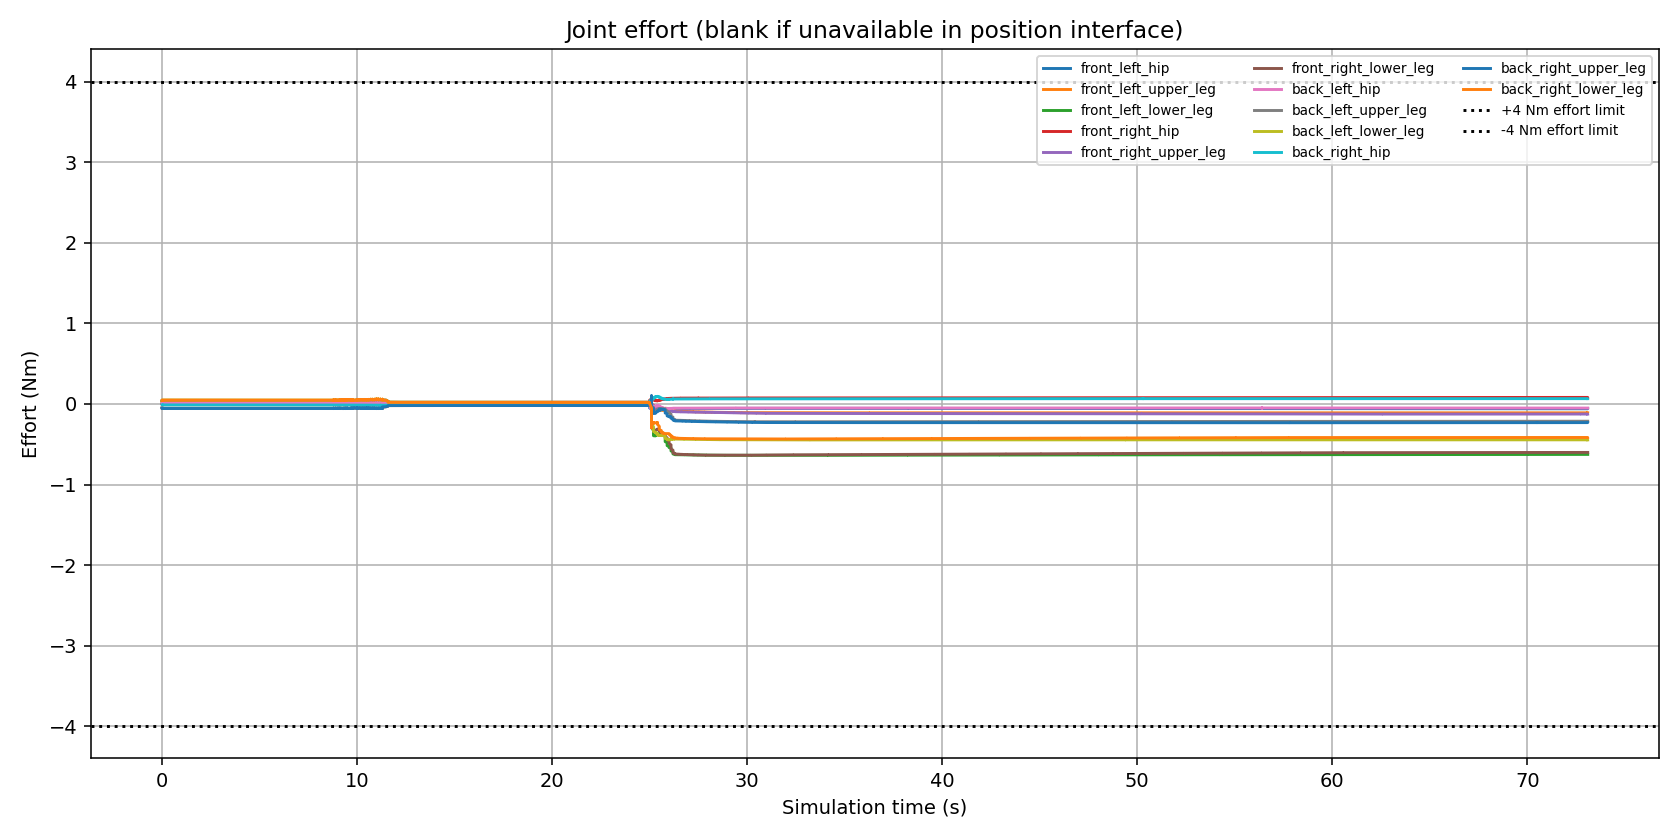 Joint effort (blank if unavailable in position interface)
front_left_hip
front_left_upper_leg
front_left_lower_leg
front_right_hip
front_right_upper_leg
front_right_lower_leg
back_left_hip
back_left_upper_leg
back_left_lower_leg
back_right_hip
back_right_upper_leg
back_right_lower_leg
+4 Nm effort limit
-4 Nm effort limit
Effort (Nm)
4
3
2
1
0
−1
−2
−3
−4
0 10 20 30 40 50 60 70
Simulation time (s)